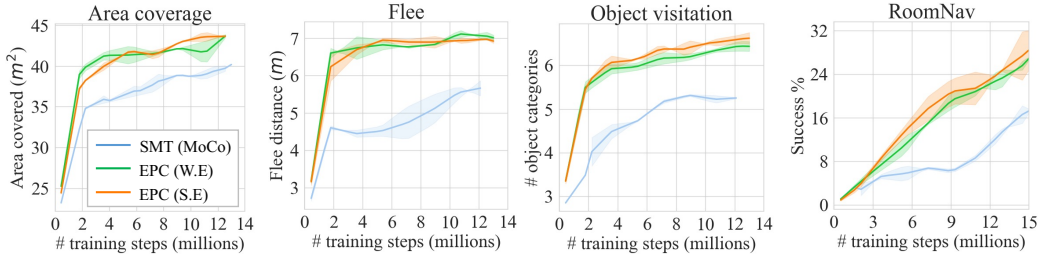 Area coverage
Area covered (m²)
45
40
35
30
25
0 2 4 6 8 10 12 14
# training steps (millions)
SMT (MoCo)
EPC (W.E)
EPC (S.E)
Flee
Flee distance (m)
7
6
5
4
3
0 2 4 6 8 10 12 14
# training steps (millions)
Object visitation
# object categories
6
5
4
3
0 2 4 6 8 10 12 14
# training steps (millions)
RoomNav
Success %
32
24
16
8
0
0 3 6 9 12 15
# training steps (millions)